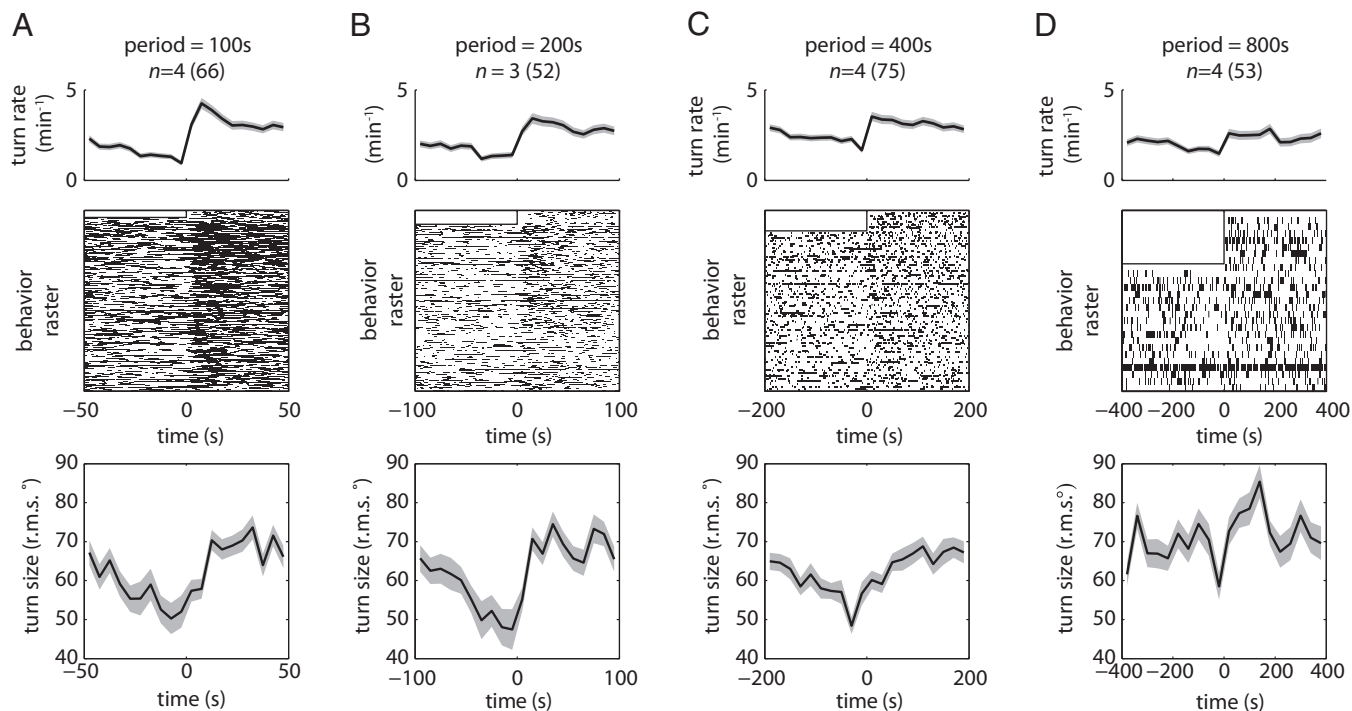 A
period = 100s
n=4 (66)
5
0
turn rate
(min⁻¹)
behavior
raster
−50
0
50
time (s)
90
80
70
60
50
40
turn size (r.m.s. °)
−50
0
50
time (s)
B
period = 200s
n = 3 (52)
5
0
(min⁻¹)
behavior
raster
−100
0
100
time (s)
90
80
70
60
50
40
turn size (r.m.s. °)
−100
0
100
time (s)
C
period = 400s
n=4 (75)
5
0
turn rate
(min⁻¹)
behavior
raster
−200
0
200
time (s)
90
80
70
60
50
40
turn size (r.m.s. °)
−200
0
200
time (s)
D
period = 800s
n=4 (53)
5
0
turn rate
(min⁻¹)
behavior
raster
−400 −200 0 200 400
time (s)
90
80
70
60
50
40
turn size (r.m.s.°)
−400 −200 0 200 400
time (s)